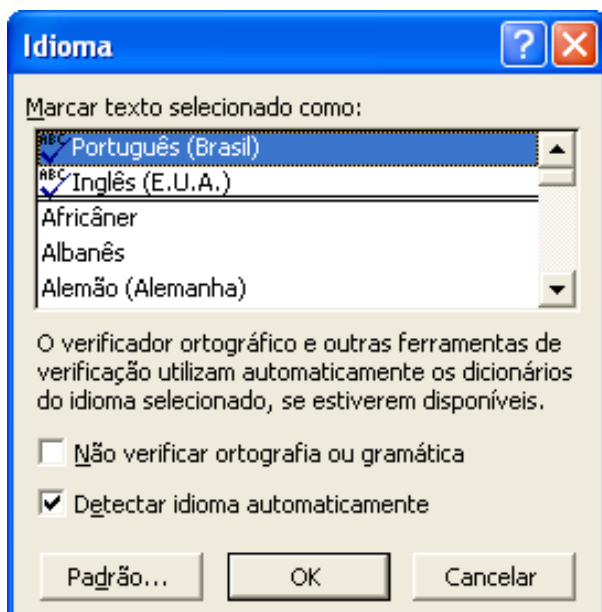 Idioma
Marcar texto selecionado como:
ABC Português (Brasil)
ABC Inglês (E.U.A.)
Africâner
Albanês
Alemão (Alemanha)
O verificador ortográfico e outras ferramentas de
verificação utilizam automaticamente os dicionários
do idioma selecionado, se estiverem disponíveis.
Não verificar ortografia ou gramática
Detectar idioma automaticamente
Padrão... OK Cancelar